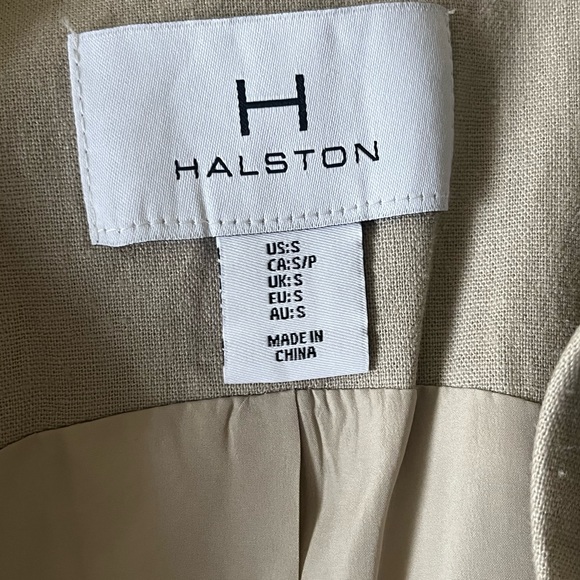 H
HALSTON
US:S
CA:S/P
UK:S
EU:S
AU:S
MADE IN
CHINA